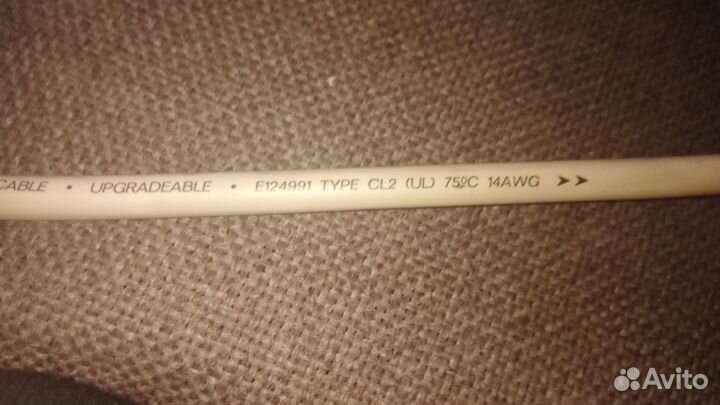 CABLE • UPGRADEABLE • E124991 TYPE CL2 (UL) 75ºC 14AWG ➤➤
Avito